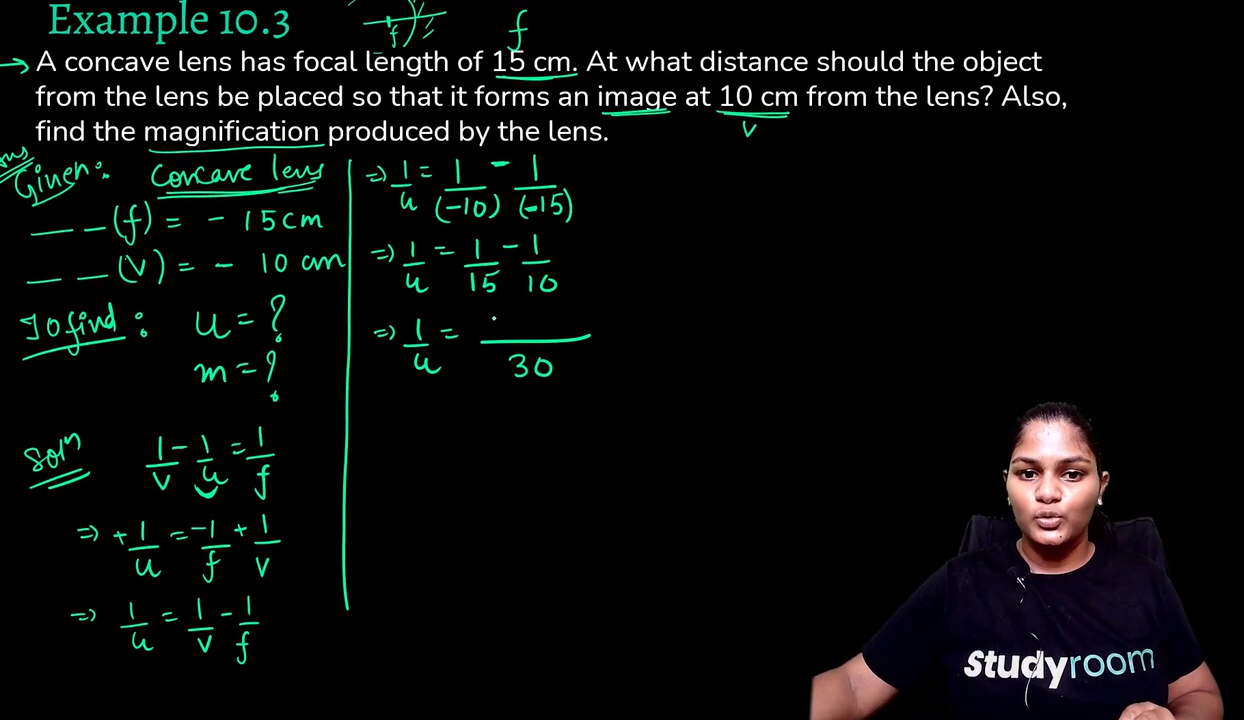 Example 10.3
f
f
→ A concave lens has focal length of 15 cm. At what distance should the object
from the lens be placed so that it forms an image at 10 cm from the lens? Also,
find the magnification produced by the lens.
v
Ans
Given: concave lens
_ _ (f) = - 15 cm
_ _ (v) = - 10 cm
To find: u = ?
m = ?
Solⁿ 1/v - 1/u = 1/f
=> + 1/u = -1/f + 1/v
=> 1/u = 1/v - 1/f
=> 1/u = 1/(-10) - 1/(-15)
=> 1/u = 1/15 - 1/10
=> 1/u = /30
Studyroom